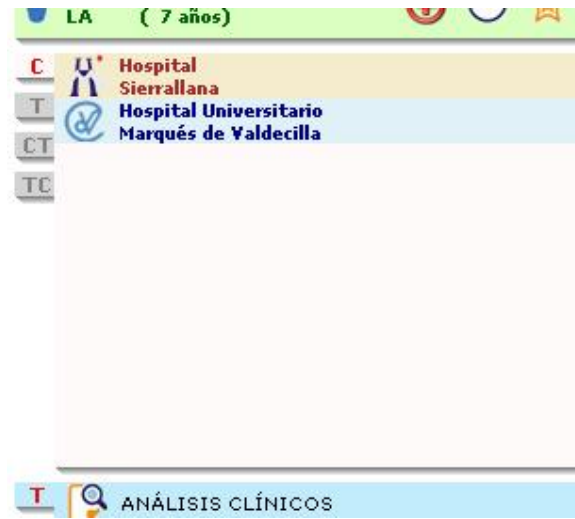 LA ( 7 años)
C
Hospital
Sierrallana
T
Hospital Universitario
Marqués de Valdecilla
CT
TC
T ANÁLISIS CLÍNICOS